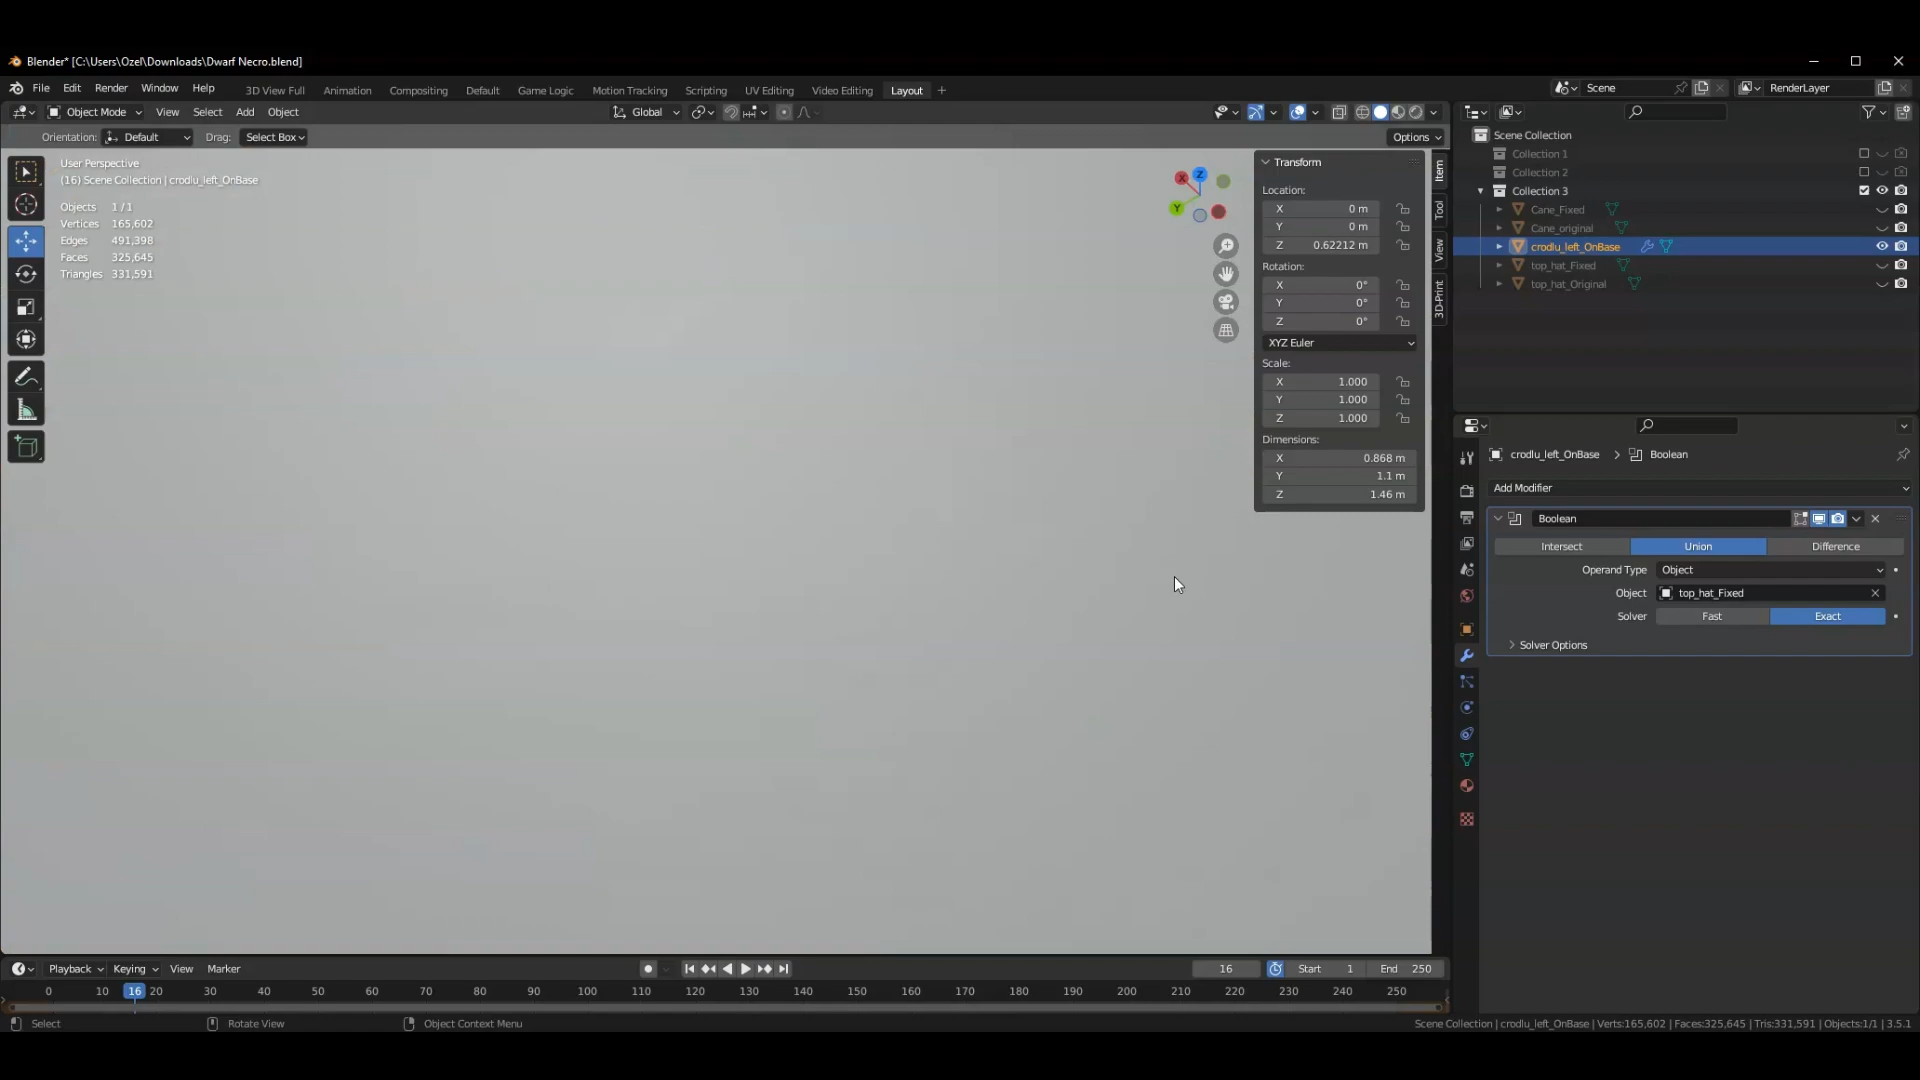 Blender* [C:\Users\Ozel\Downloads\Dwarf Necro.blend]
File Edit Render Window Help 3D View Full Animation Compositing Default Game Logic Motion Tracking Scripting UV Editing Video Editing Layout + Scene RenderLayer
Object Mode View Select Add Object Global
Orientation: Default Drag: Select Box Options
User Perspective
(16) Scene Collection | crodlu_left_OnBase
Objects 1/1
Vertices 165,602
Edges 491,398
Faces 325,645
Triangles 331,591
X
Y
Z
Transform
Location:
X 0 m
Y 0 m
Z 0.62212 m
Rotation:
X 0°
Y 0°
Z 0°
XYZ Euler
Scale:
X 1.000
Y 1.000
Z 1.000
Dimensions:
X 0.868 m
Y 1.1 m
Z 1.46 m
Item
Tool
View
3D-Print
Scene Collection
Collection 1
Collection 2
Collection 3
Cane_Fixed
Cane_original
crodlu_left_OnBase
top_hat_Fixed
top_hat_Original
crodlu_left_OnBase > Boolean
Add Modifier
Boolean
Intersect Union Difference
Operand Type Object
Object top_hat_Fixed
Solver Fast Exact
Solver Options
Playback Keying View Marker 16 Start 1 End 250
0 10 16 20 30 40 50 60 70 80 90 100 110 120 130 140 150 160 170 180 190 200 210 220 230 240 250
Select Rotate View Object Context Menu Scene Collection | crodlu_left_OnBase | Verts:165,602 | Faces:325,645 | Tris:331,591 | Objects:1/1 | 3.5.1